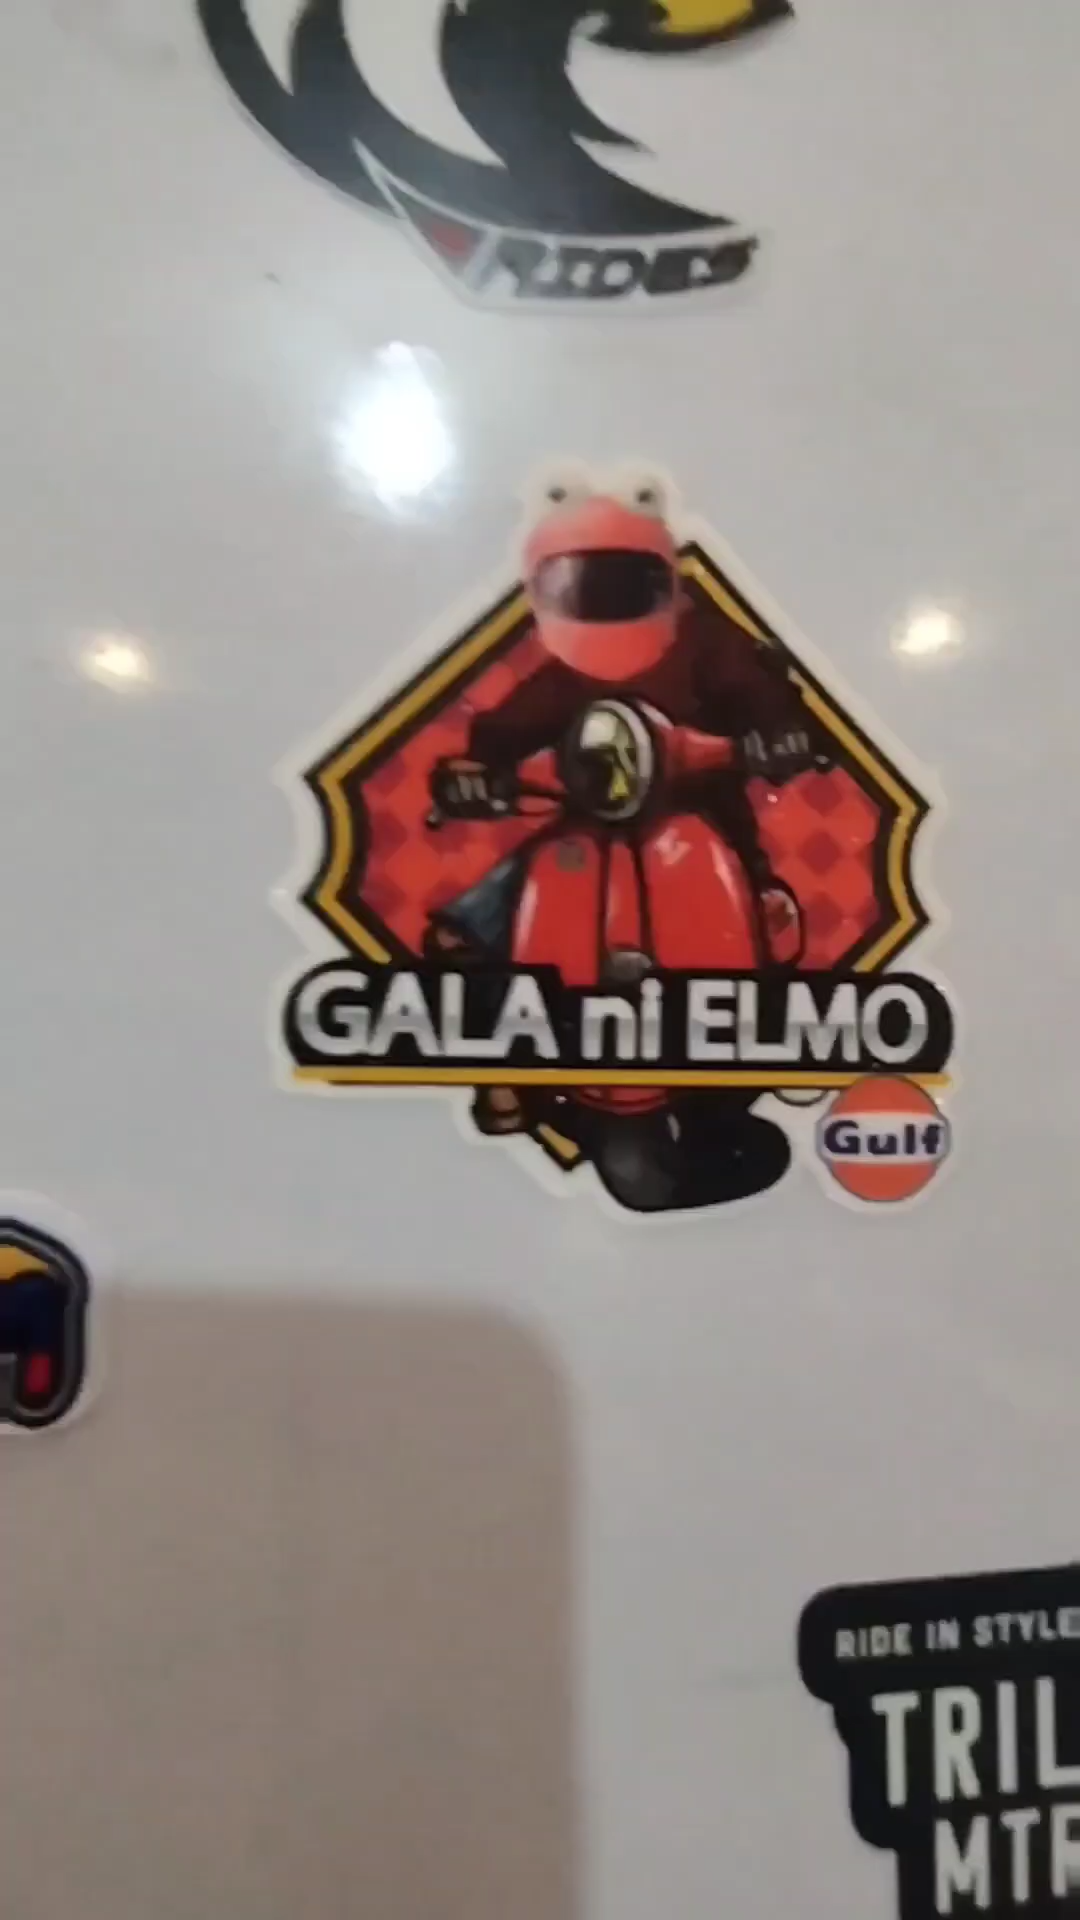 RIDES
GALA ni ELMO
Gulf
RIDE IN STYLE
TRIL
MTR